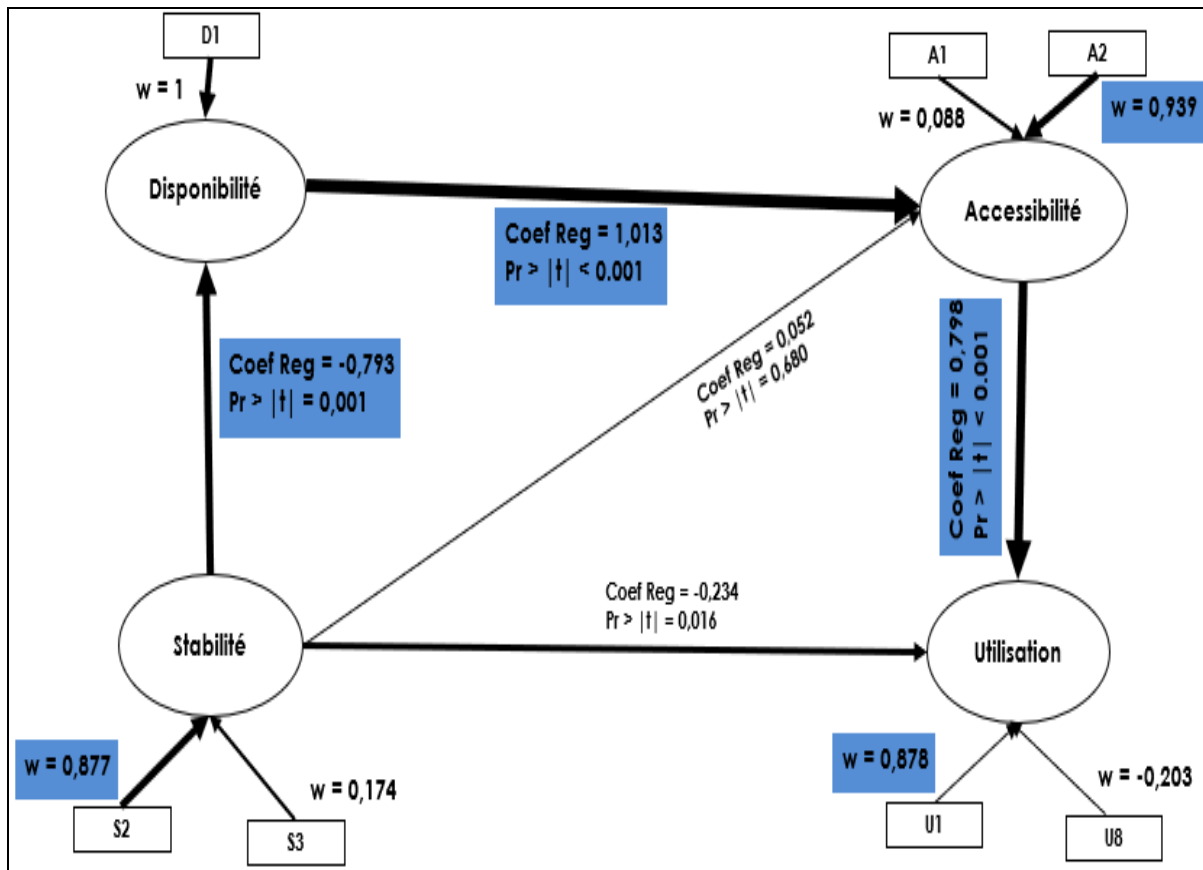 D1
A1
A2
w = 1
w = 0,088
w = 0,939
Disponibilité
Accessibilité
Coef Reg = 1,013
Pr > |t| < 0.001
Coef Reg = -0,793
Pr > |t| = 0,001
Coef Reg = 0,052
Pr > |t| = 0,680
Coef Reg = 0,798
Pr > |t| < 0.001
Coef Reg = -0,234
Pr > |t| = 0,016
Stabilité
Utilisation
w = 0,877
w = 0,174
w = 0,878
w = -0,203
S2
S3
U1
U8